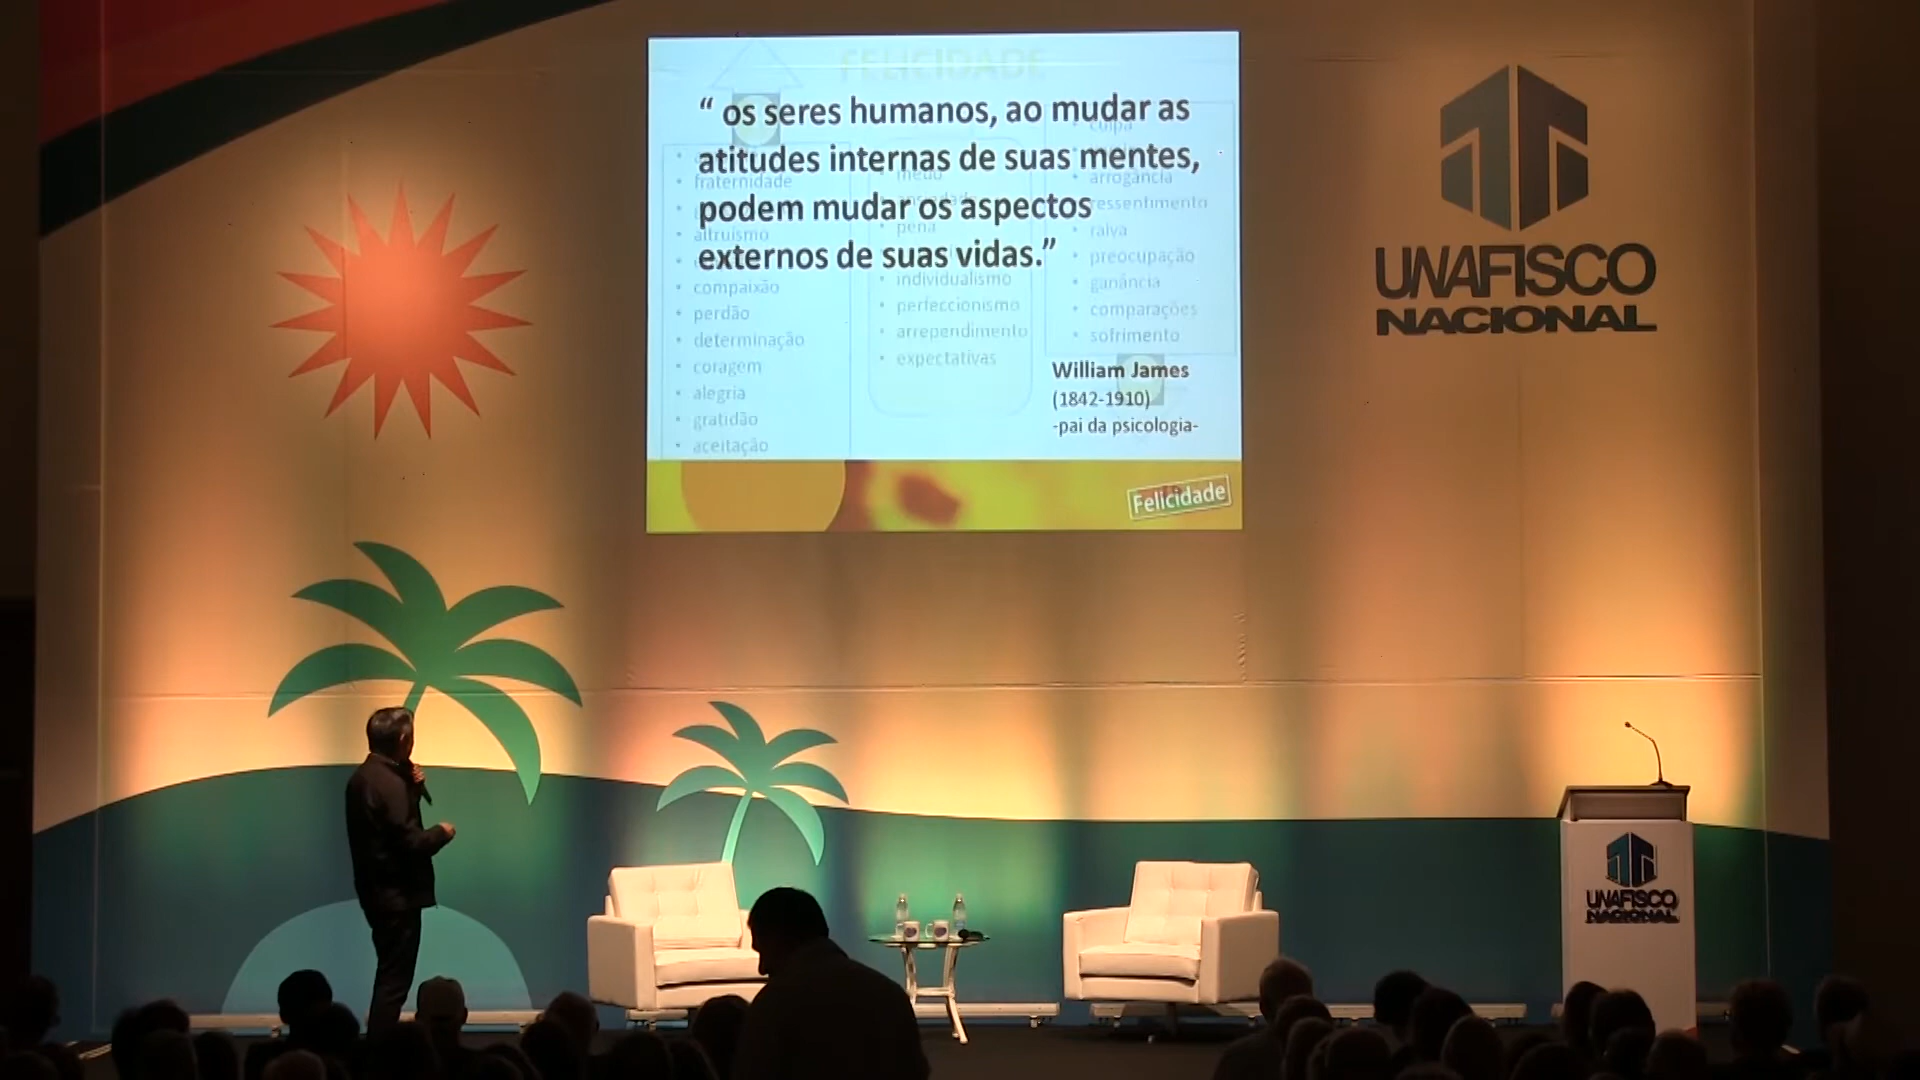 FELICIDADE
“ os seres humanos, ao mudar as
atitudes internas de suas mentes,
podem mudar os aspectos
externos de suas vidas.”
William James
(1842-1910)
-pai da psicologia-
• fraternidade
• altruísmo
• compaixão
• perdão
• determinação
• coragem
• alegria
• gratidão
• aceitação
• medo
• pena
• individualismo
• perfeccionismo
• arrependimento
• expectativas
• culpa
• arrogância
ressentimento
• raiva
• preocupação
• ganância
• comparações
• sofrimento
Felicidade
UNAFISCO
NACIONAL
UNAFISCO
NACIONAL